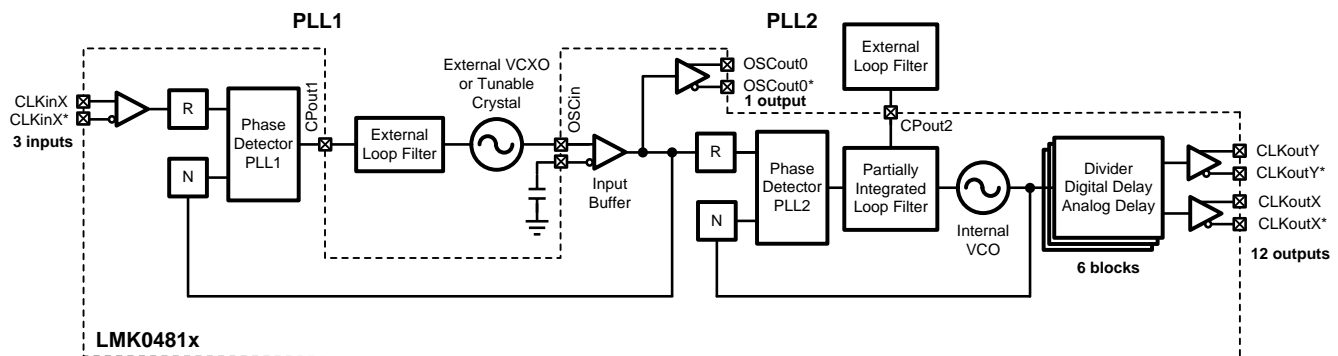 PLL1
PLL2
CLKinX
CLKinX*
3 inputs
R
N
Phase
Detector
PLL1
CPout1
External
Loop Filter
External VCXO
or Tunable
Crystal
OSCin
Input
Buffer
OSCout0
OSCout0*
1 output
R
N
Phase
Detector
PLL2
External
Loop Filter
CPout2
Partially
Integrated
Loop Filter
Internal
VCO
Divider
Digital Delay
Analog Delay
6 blocks
CLKoutY
CLKoutY*
CLKoutX
CLKoutX*
12 outputs
LMK0481x